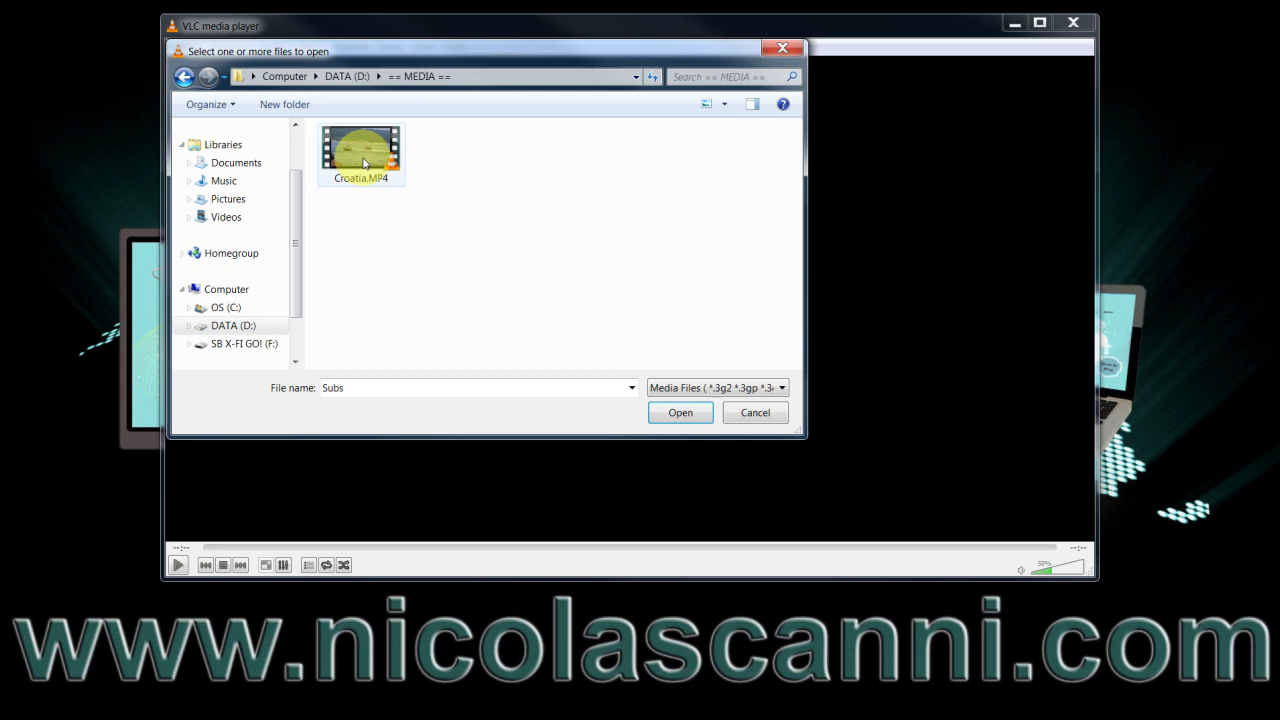 VLC media player
Select one or more files to open
Computer DATA (D:) == MEDIA ==
Search == MEDIA ==
Organize
New folder
Libraries
Documents
Music
Pictures
Videos
Homegroup
Computer
OS (C:)
DATA (D:)
SB X-FI GO! (F:)
Croatia.MP4
File name: Subs
Media Files ( *.3g2 *.3gp *.3
Open
Cancel
--:--
--:--
50%
www.nicolascanni.com